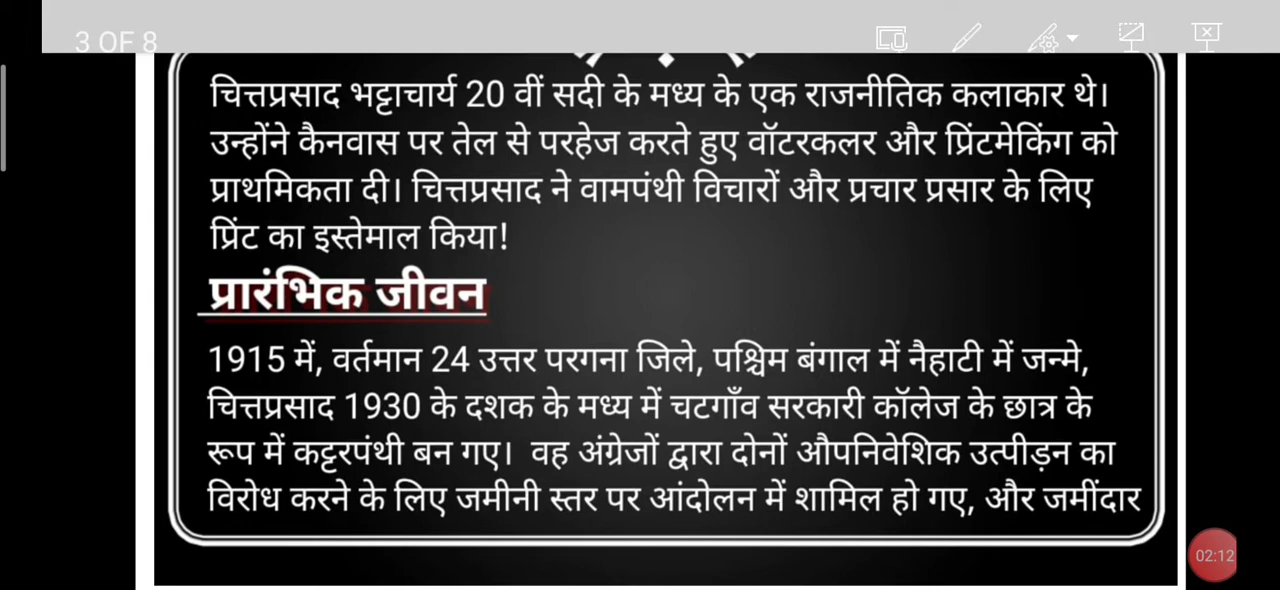 3 OF 8
चित्तप्रसाद भट्टाचार्य 20 वीं सदी के मध्य के एक राजनीतिक कलाकार थे।
उन्होंने कैनवास पर तेल से परहेज करते हुए वॉटरकलर और प्रिंटमेकिंग को
प्राथमिकता दी। चित्तप्रसाद ने वामपंथी विचारों और प्रचार प्रसार के लिए
प्रिंट का इस्तेमाल किया!
प्रारंभिक जीवन
1915 में, वर्तमान 24 उत्तर परगना जिले, पश्चिम बंगाल में नैहाटी में जन्मे,
चित्तप्रसाद 1930 के दशक के मध्य में चटगाँव सरकारी कॉलेज के छात्र के
रूप में कट्टरपंथी बन गए। वह अंग्रेजों द्वारा दोनों औपनिवेशिक उत्पीड़न का
विरोध करने के लिए जमीनी स्तर पर आंदोलन में शामिल हो गए, और जमींदार
02:12